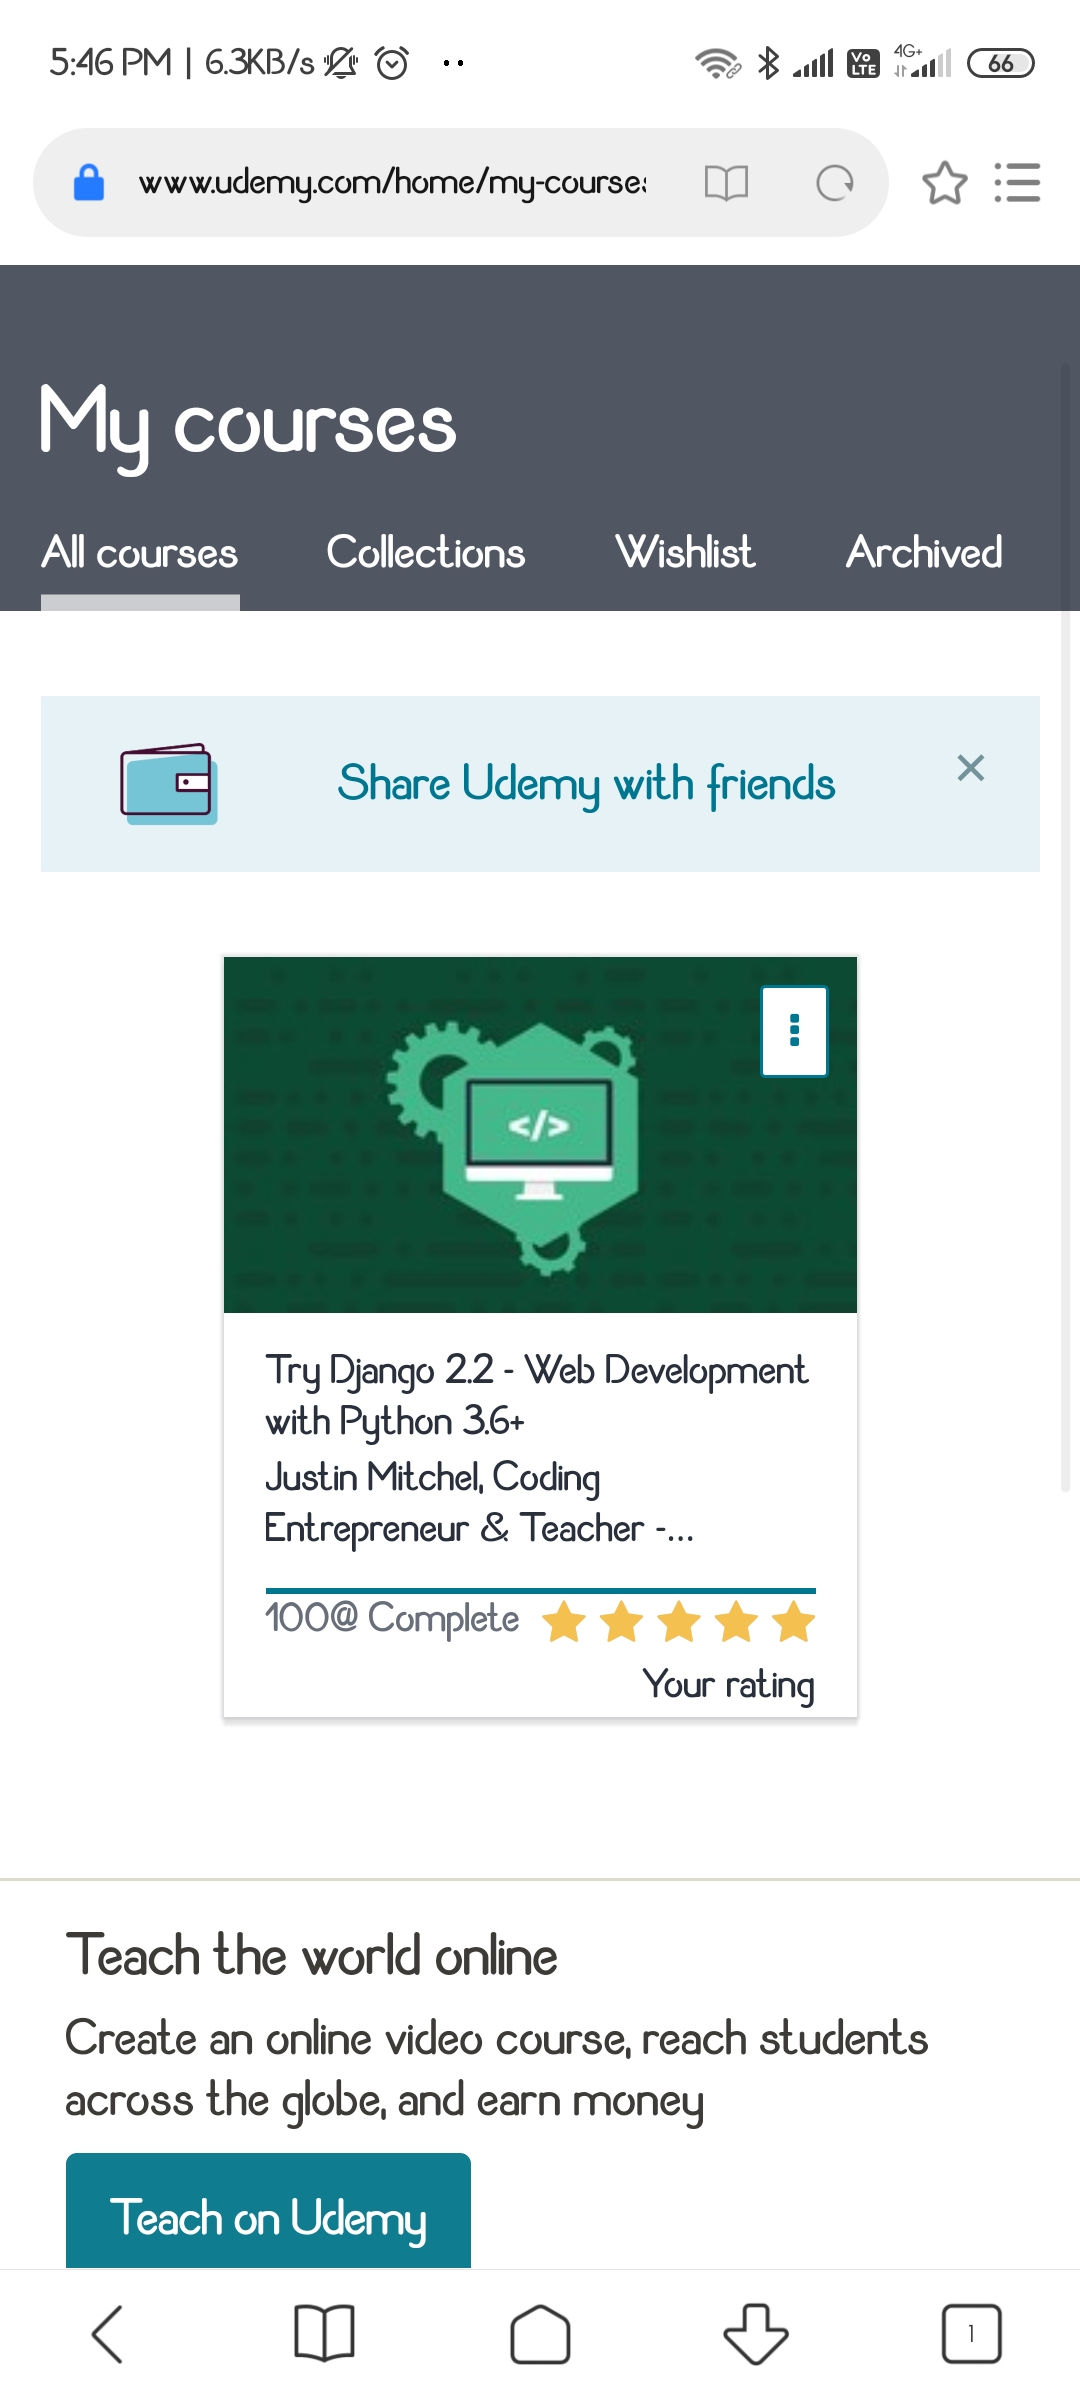 5:46 PM | 6.3KB/s
Vo LTE 4G+ 66
www.udemy.com/home/my-course
My courses
All courses Collections Wishlist Archived
Share Udemy with friends
</>
Try Django 2.2 - Web Development
with Python 3.6+
Justin Mitchel, Coding
Entrepreneur & Teacher -...
100@ Complete
Your rating
Teach the world online
Create an online video course, reach students
across the globe, and earn money
Teach on Udemy
1